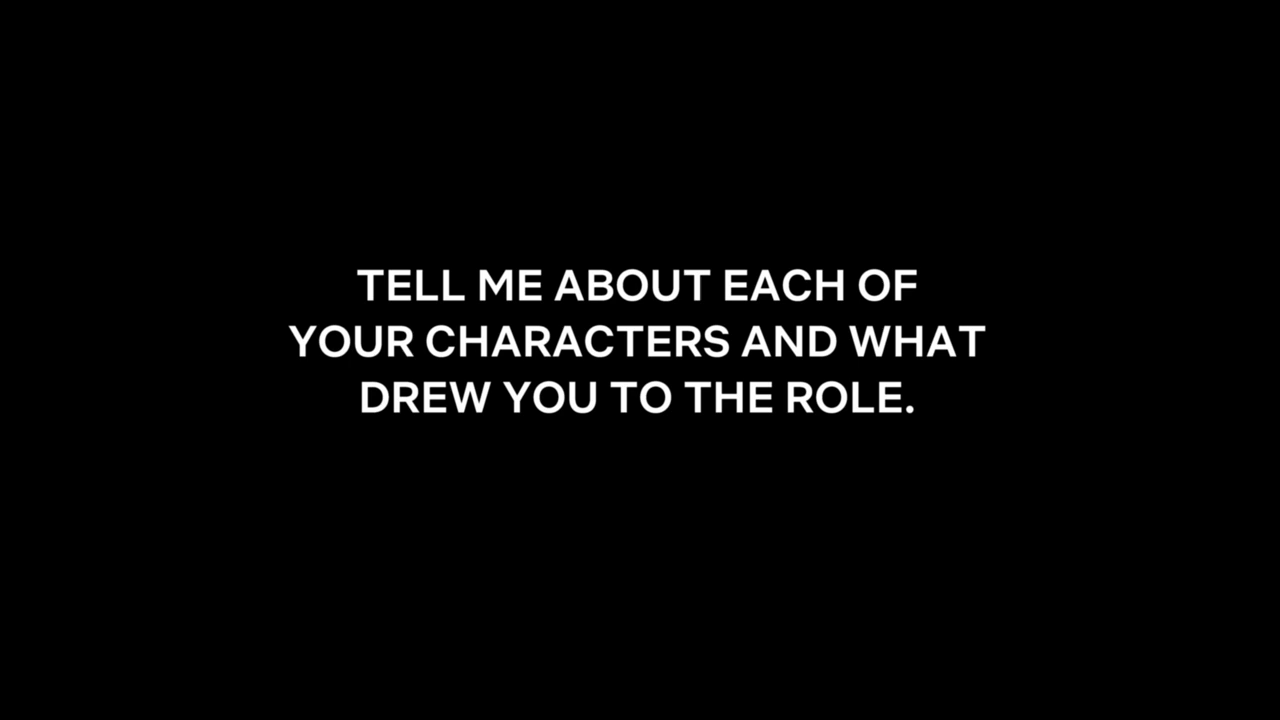 TELL ME ABOUT EACH OF
YOUR CHARACTERS AND WHAT
DREW YOU TO THE ROLE.